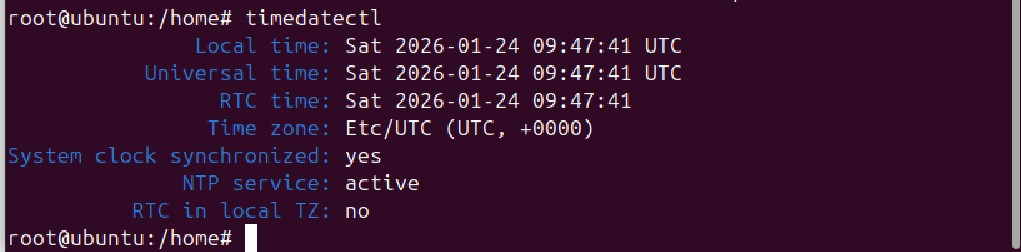 root@ubuntu:/home# timedatectl
Local time: Sat 2026-01-24 09:47:41 UTC
Universal time: Sat 2026-01-24 09:47:41 UTC
RTC time: Sat 2026-01-24 09:47:41
Time zone: Etc/UTC (UTC, +0000)
System clock synchronized: yes
NTP service: active
RTC in local TZ: no
root@ubuntu:/home#